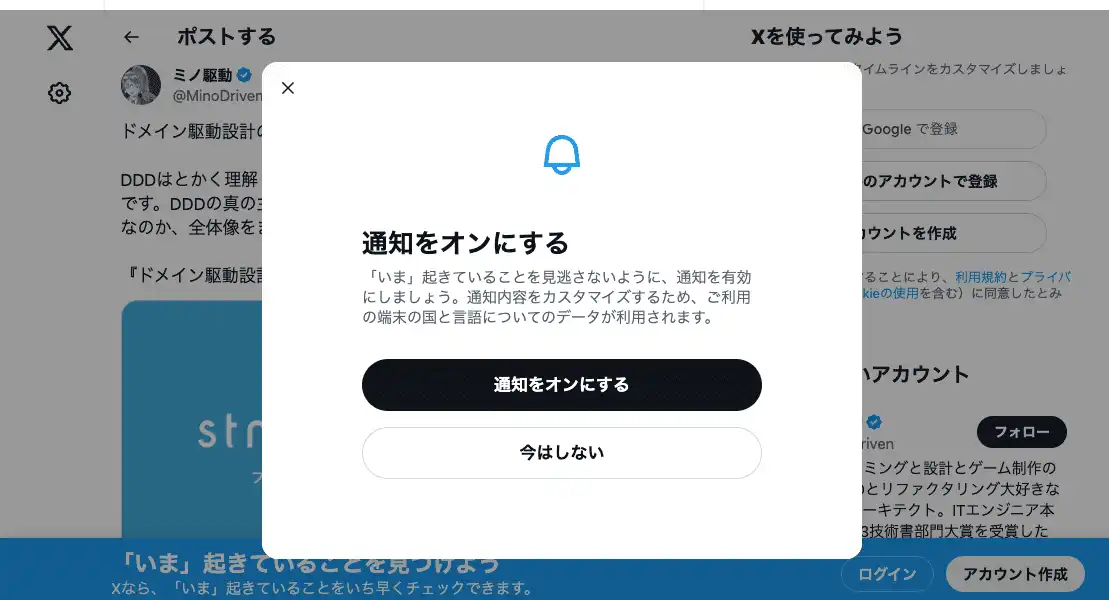 X
ポストする
ミノ駆動
@MinoDriven
ドメイン駆動設計の
DDDはとかく理解
です。DDDの真の
なのか、全体像を
『ドメイン駆動設
通知をオンにする
「いま」起きていることを見逃さないように、通知を有効
にしましょう。通知内容をカスタマイズするため、ご利用
の端末の国と言語についてのデータが利用されます。
通知をオンにする
今はしない
Xを使ってみよう
イムラインをカスタマイズしましょ
Google で登録
のアカウントで登録
カウントを作成
ることにより、利用規約とプライバ
kieの使用を含む）に同意したとみ
いアカウント
riven
フォロー
ミングと設計とゲーム制作の
とリファクタリング大好きな
ーキテクト。ITエンジニア本
3技術書部門大賞を受賞した
「いま」起きていることを見つけよう
Xなら、「いま」起きていることをいち早くチェックできます。
ログイン
アカウント作成